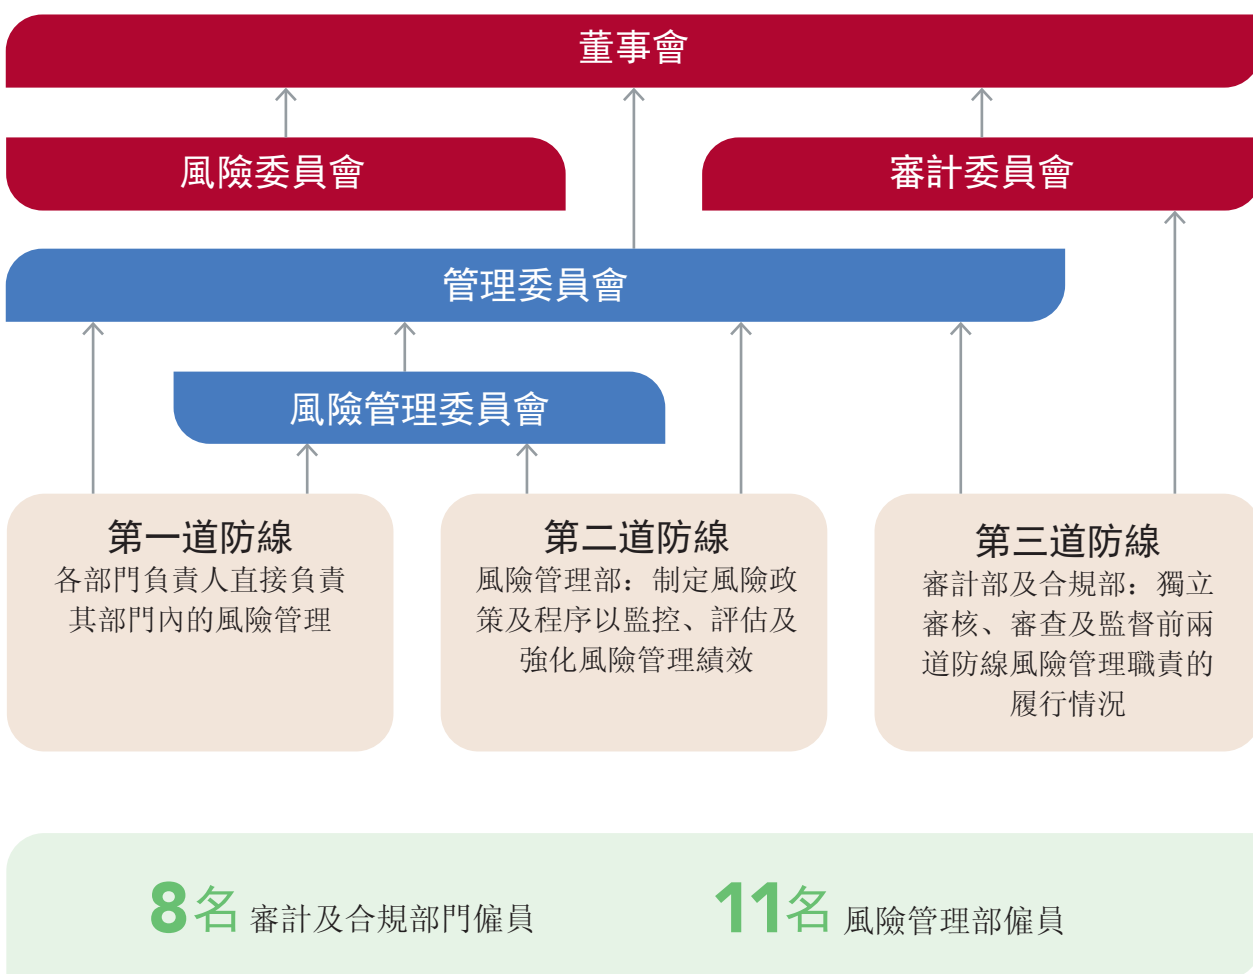 董事會
風險委員會
審計委員會
管理委員會
風險管理委員會
第一道防線
各部門負責人直接負責
其部門內的風險管理
第二道防線
風險管理部：制定風險政
策及程序以監控、評估及
強化風險管理績效
第三道防線
審計部及合規部：獨立
審核、審查及監督前兩
道防線風險管理職責的
履行情況
8名 審計及合規部門僱員
11名 風險管理部僱員